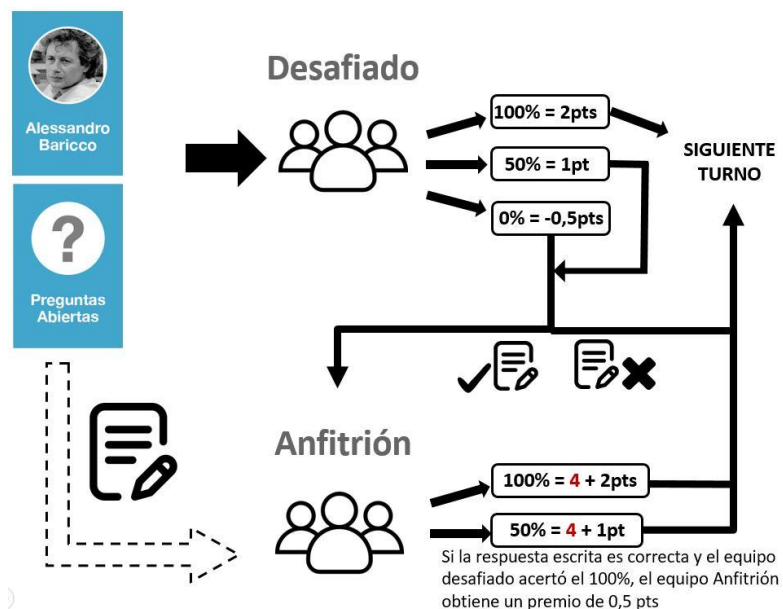 Alessandro
Baricco
?
Preguntas
Abiertas
Desafiado
100% = 2pts
50% = 1pt
0% = -0,5pts
SIGUIENTE
TURNO
Anfitrión
100% = 4 + 2pts
50% = 4 + 1pt
Si la respuesta escrita es correcta y el equipo
desafiado acertó el 100%, el equipo Anfitrión
obtiene un premio de 0,5 pts